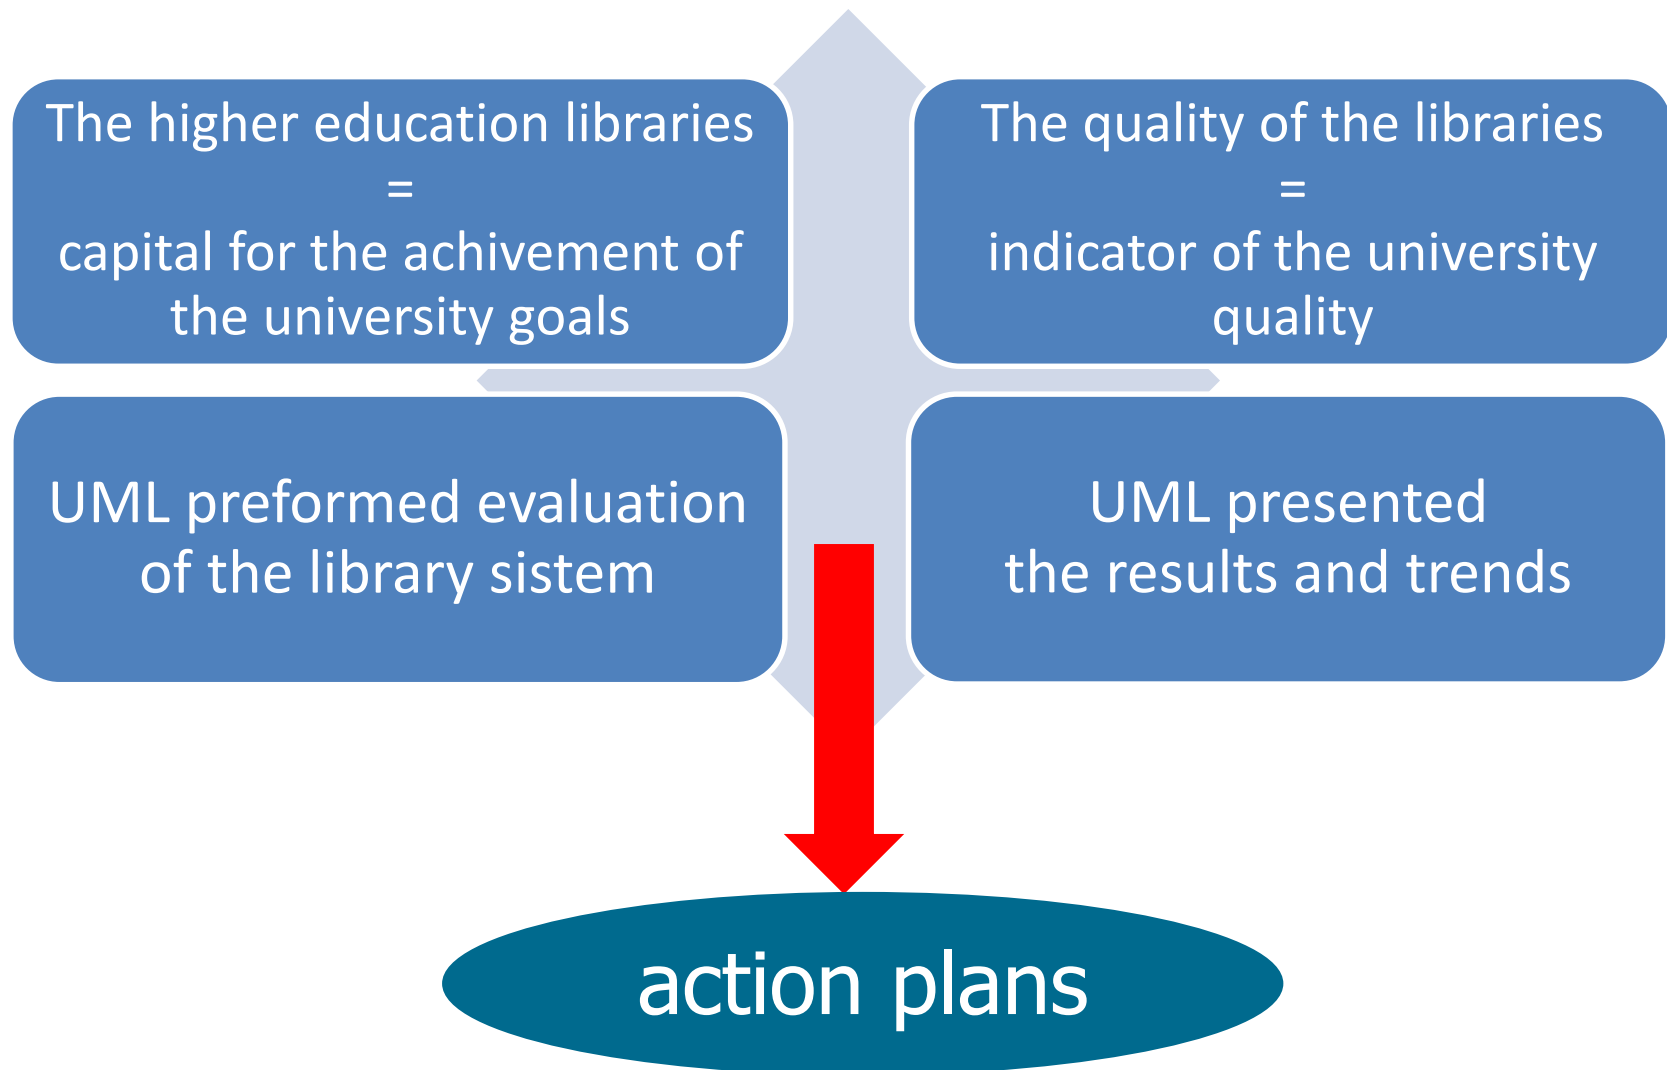 The higher education libraries
=
capital for the achivement of
the university goals
The quality of the libraries
=
indicator of the university
quality
UML preformed evaluation
of the library sistem
UML presented
the results and trends
action plans